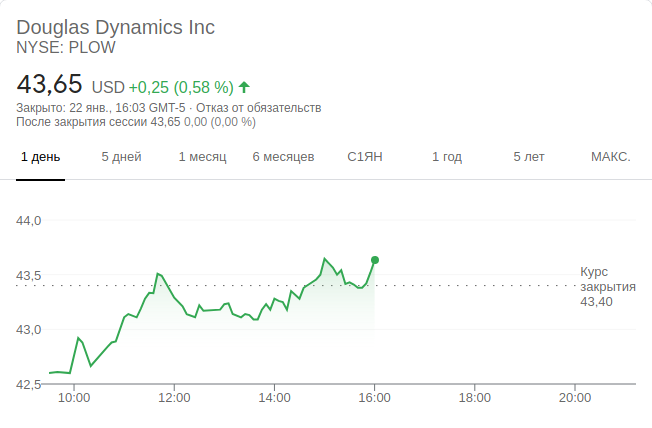 Douglas Dynamics Inc
NYSE: PLOW
43,65 USD +0,25 (0,58 %)
Закрыто: 22 янв., 16:03 GMT-5 · Отказ от обязательств
После закрытия сессии 43,65 0,00 (0,00 %)
1 день 5 дней 1 месяц 6 месяцев С1ЯН 1 год 5 лет МАКС.
44,0
43,5
Курс
закрытия
43,40
43,0
42,5
10:00 12:00 14:00 16:00 18:00 20:00